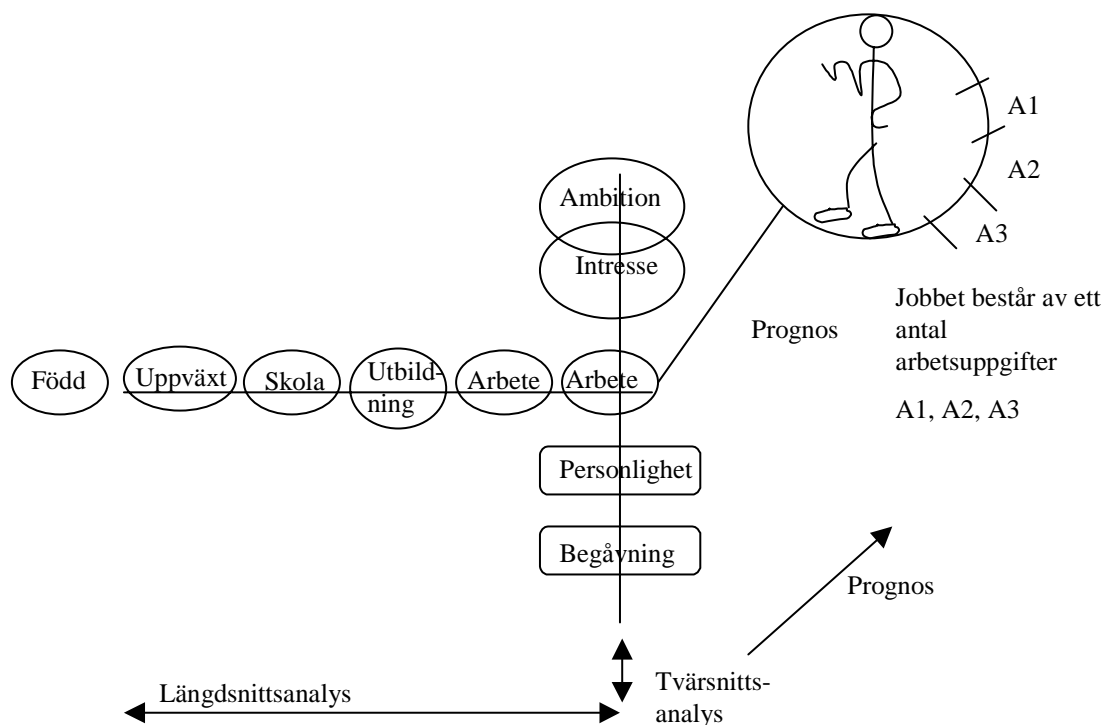 A1
A2
A3
Ambition
Intresse
Prognos
Jobbet består av ett
antal
arbetsuppgifter
A1, A2, A3
Född
Uppväxt
Skola
Utbild-
ning
Arbete
Arbete
Personlighet
Begåvning
Prognos
Längdsnittsanalys
Tvärsnitts-
analys